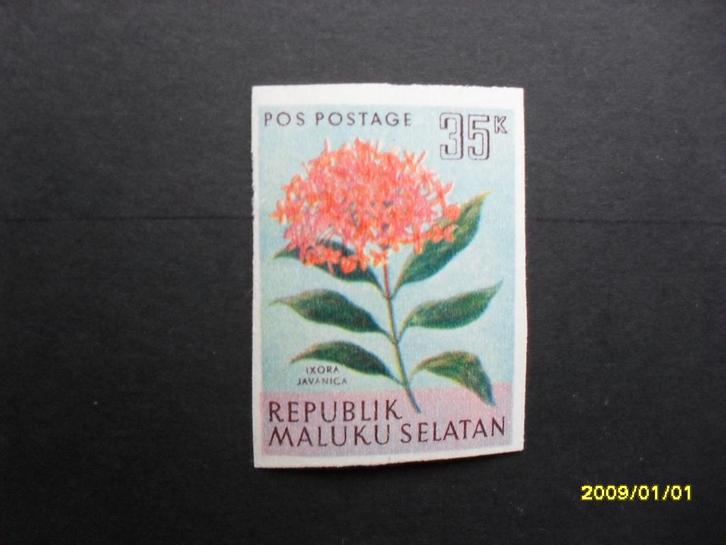 POS POSTAGE 35K
IXORA
JAVANICA
REPUBLIK
MALUKU SELATAN
2009/01/01